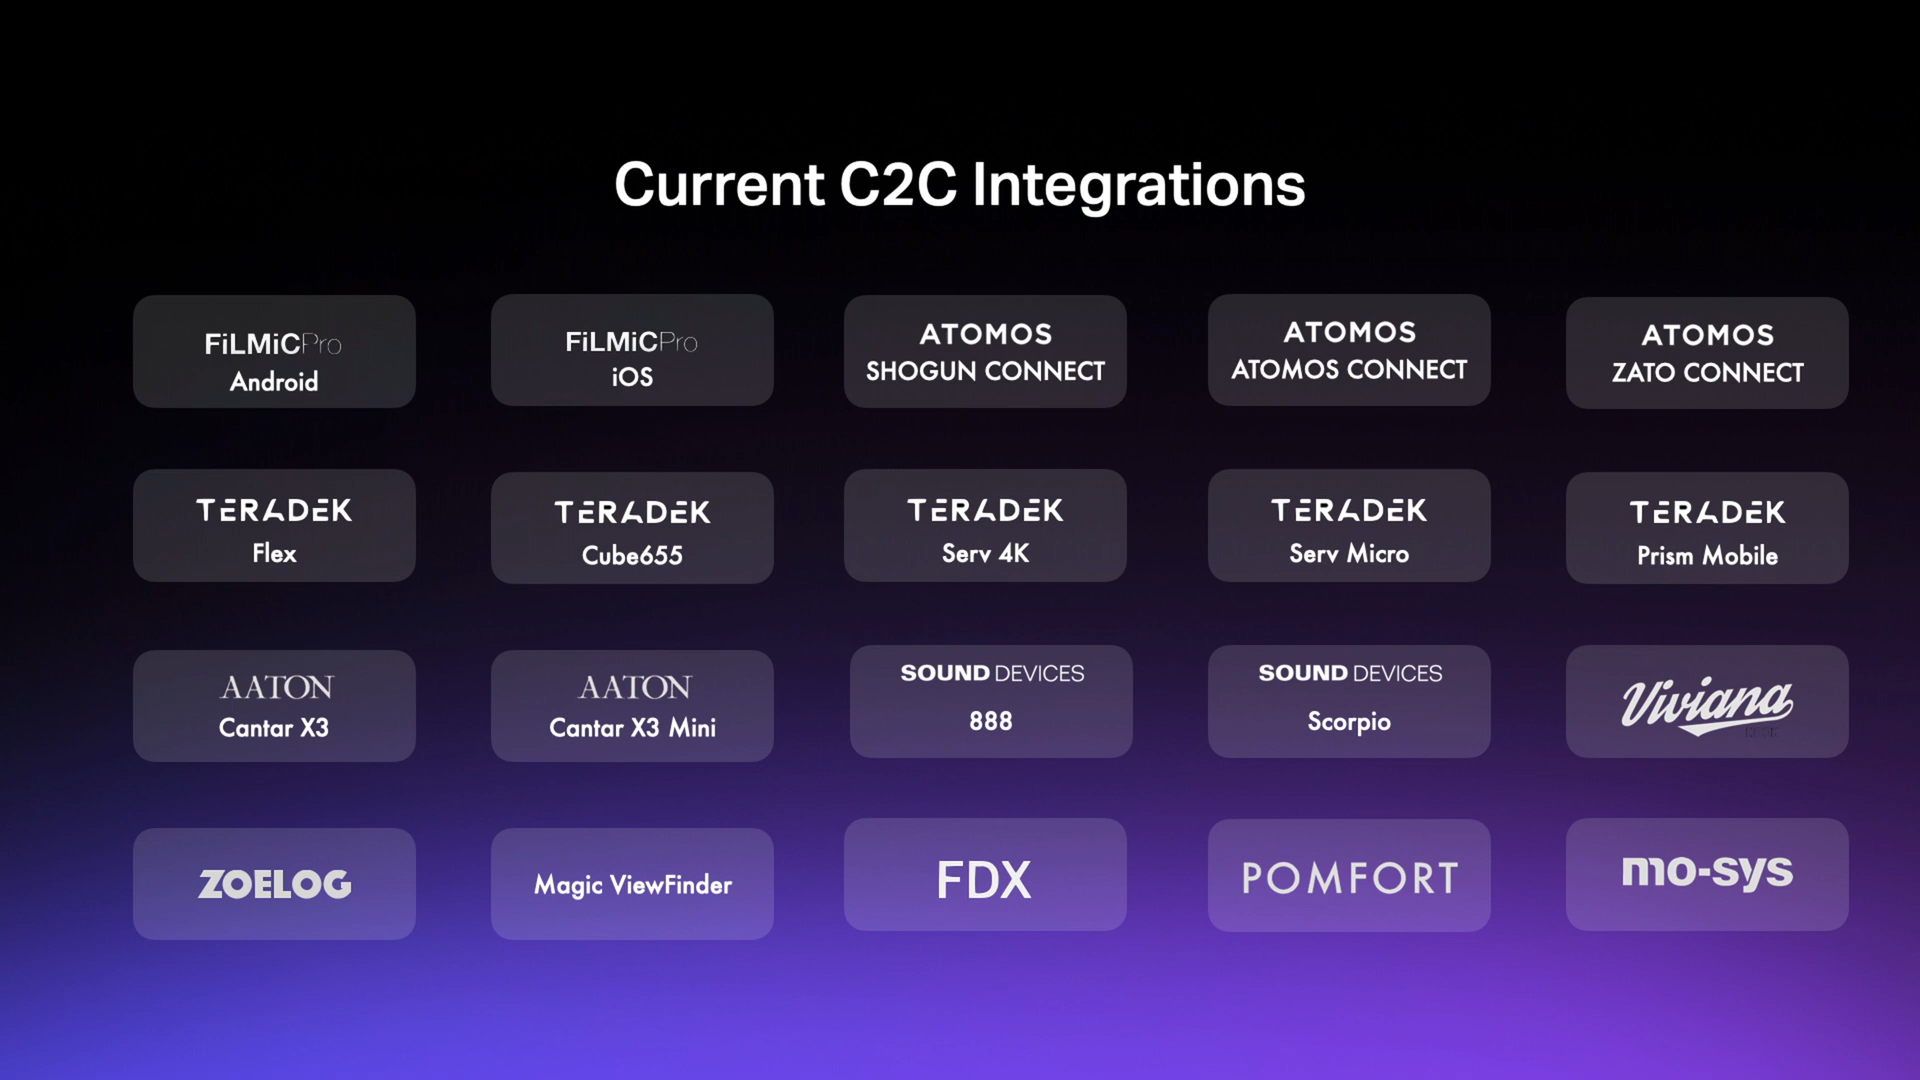 Current C2C Integrations
FiLMiCPro
Android
FiLMiCPro
iOS
ATOMOS
SHOGUN CONNECT
ATOMOS
ATOMOS CONNECT
ATOMOS
ZATO CONNECT
TERADEK
Flex
TERADEK
Cube655
TERADEK
Serv 4K
TERADEK
Serv Micro
TERADEK
Prism Mobile
AATON
Cantar X3
AATON
Cantar X3 Mini
SOUND DEVICES
888
SOUND DEVICES
Scorpio
Viviana
ZOELOG
Magic ViewFinder
FDX
POMFORT
mo-sys